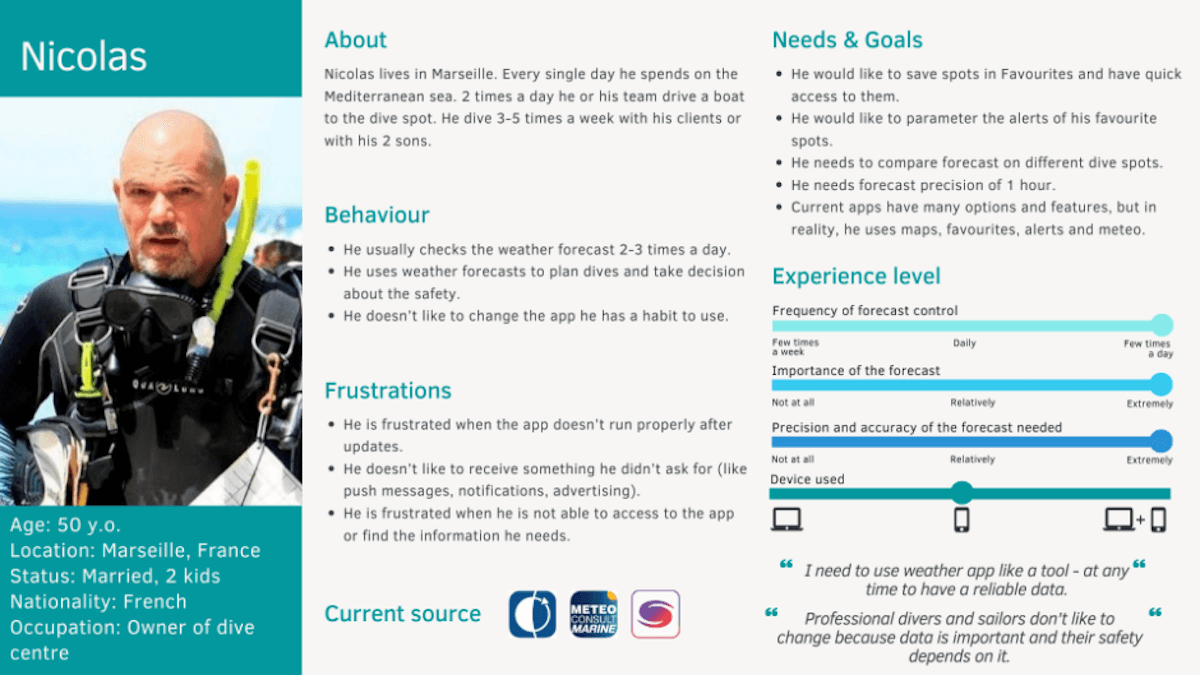 Nicolas
Age: 50 y.o.
Location: Marseille, France
Status: Married, 2 kids
Nationality: French
Occupation: Owner of dive
centre
About
Nicolas lives in Marseille. Every single day he spends on the
Mediterranean sea. 2 times a day he or his team drive a boat
to the dive spot. He dive 3-5 times a week with his clients or
with his 2 sons.
Behaviour
• He usually checks the weather forecast 2-3 times a day.
• He uses weather forecasts to plan dives and take decision
about the safety.
• He doesn't like to change the app he has a habit to use.
Frustrations
• He is frustrated when the app doesn't run properly after
updates.
• He doesn't like to receive something he didn't ask for (like
push messages, notifications, advertising).
• He is frustrated when he is not able to access to the app
or find the information he needs.
Current source
METEO
CONSULT
MARINE
Needs & Goals
• He would like to save spots in Favourites and have quick
access to them.
• He would like to parameter the alerts of his favourite
spots.
• He needs to compare forecast on different dive spots.
• He needs forecast precision of 1 hour.
• Current apps have many options and features, but in
reality, he uses maps, favourites, alerts and meteo.
Experience level
Frequency of forecast control
Few times
a week
Daily
Few times
a day
Importance of the forecast
Not at all
Relatively
Extremely
Precision and accuracy of the forecast needed
Not at all
Relatively
Extremely
Device used
+
“ I need to use weather app like a tool - at any “
time to have a reliable data.
“ Professional divers and sailors don't like to “
change because data is important and their safety
depends on it.